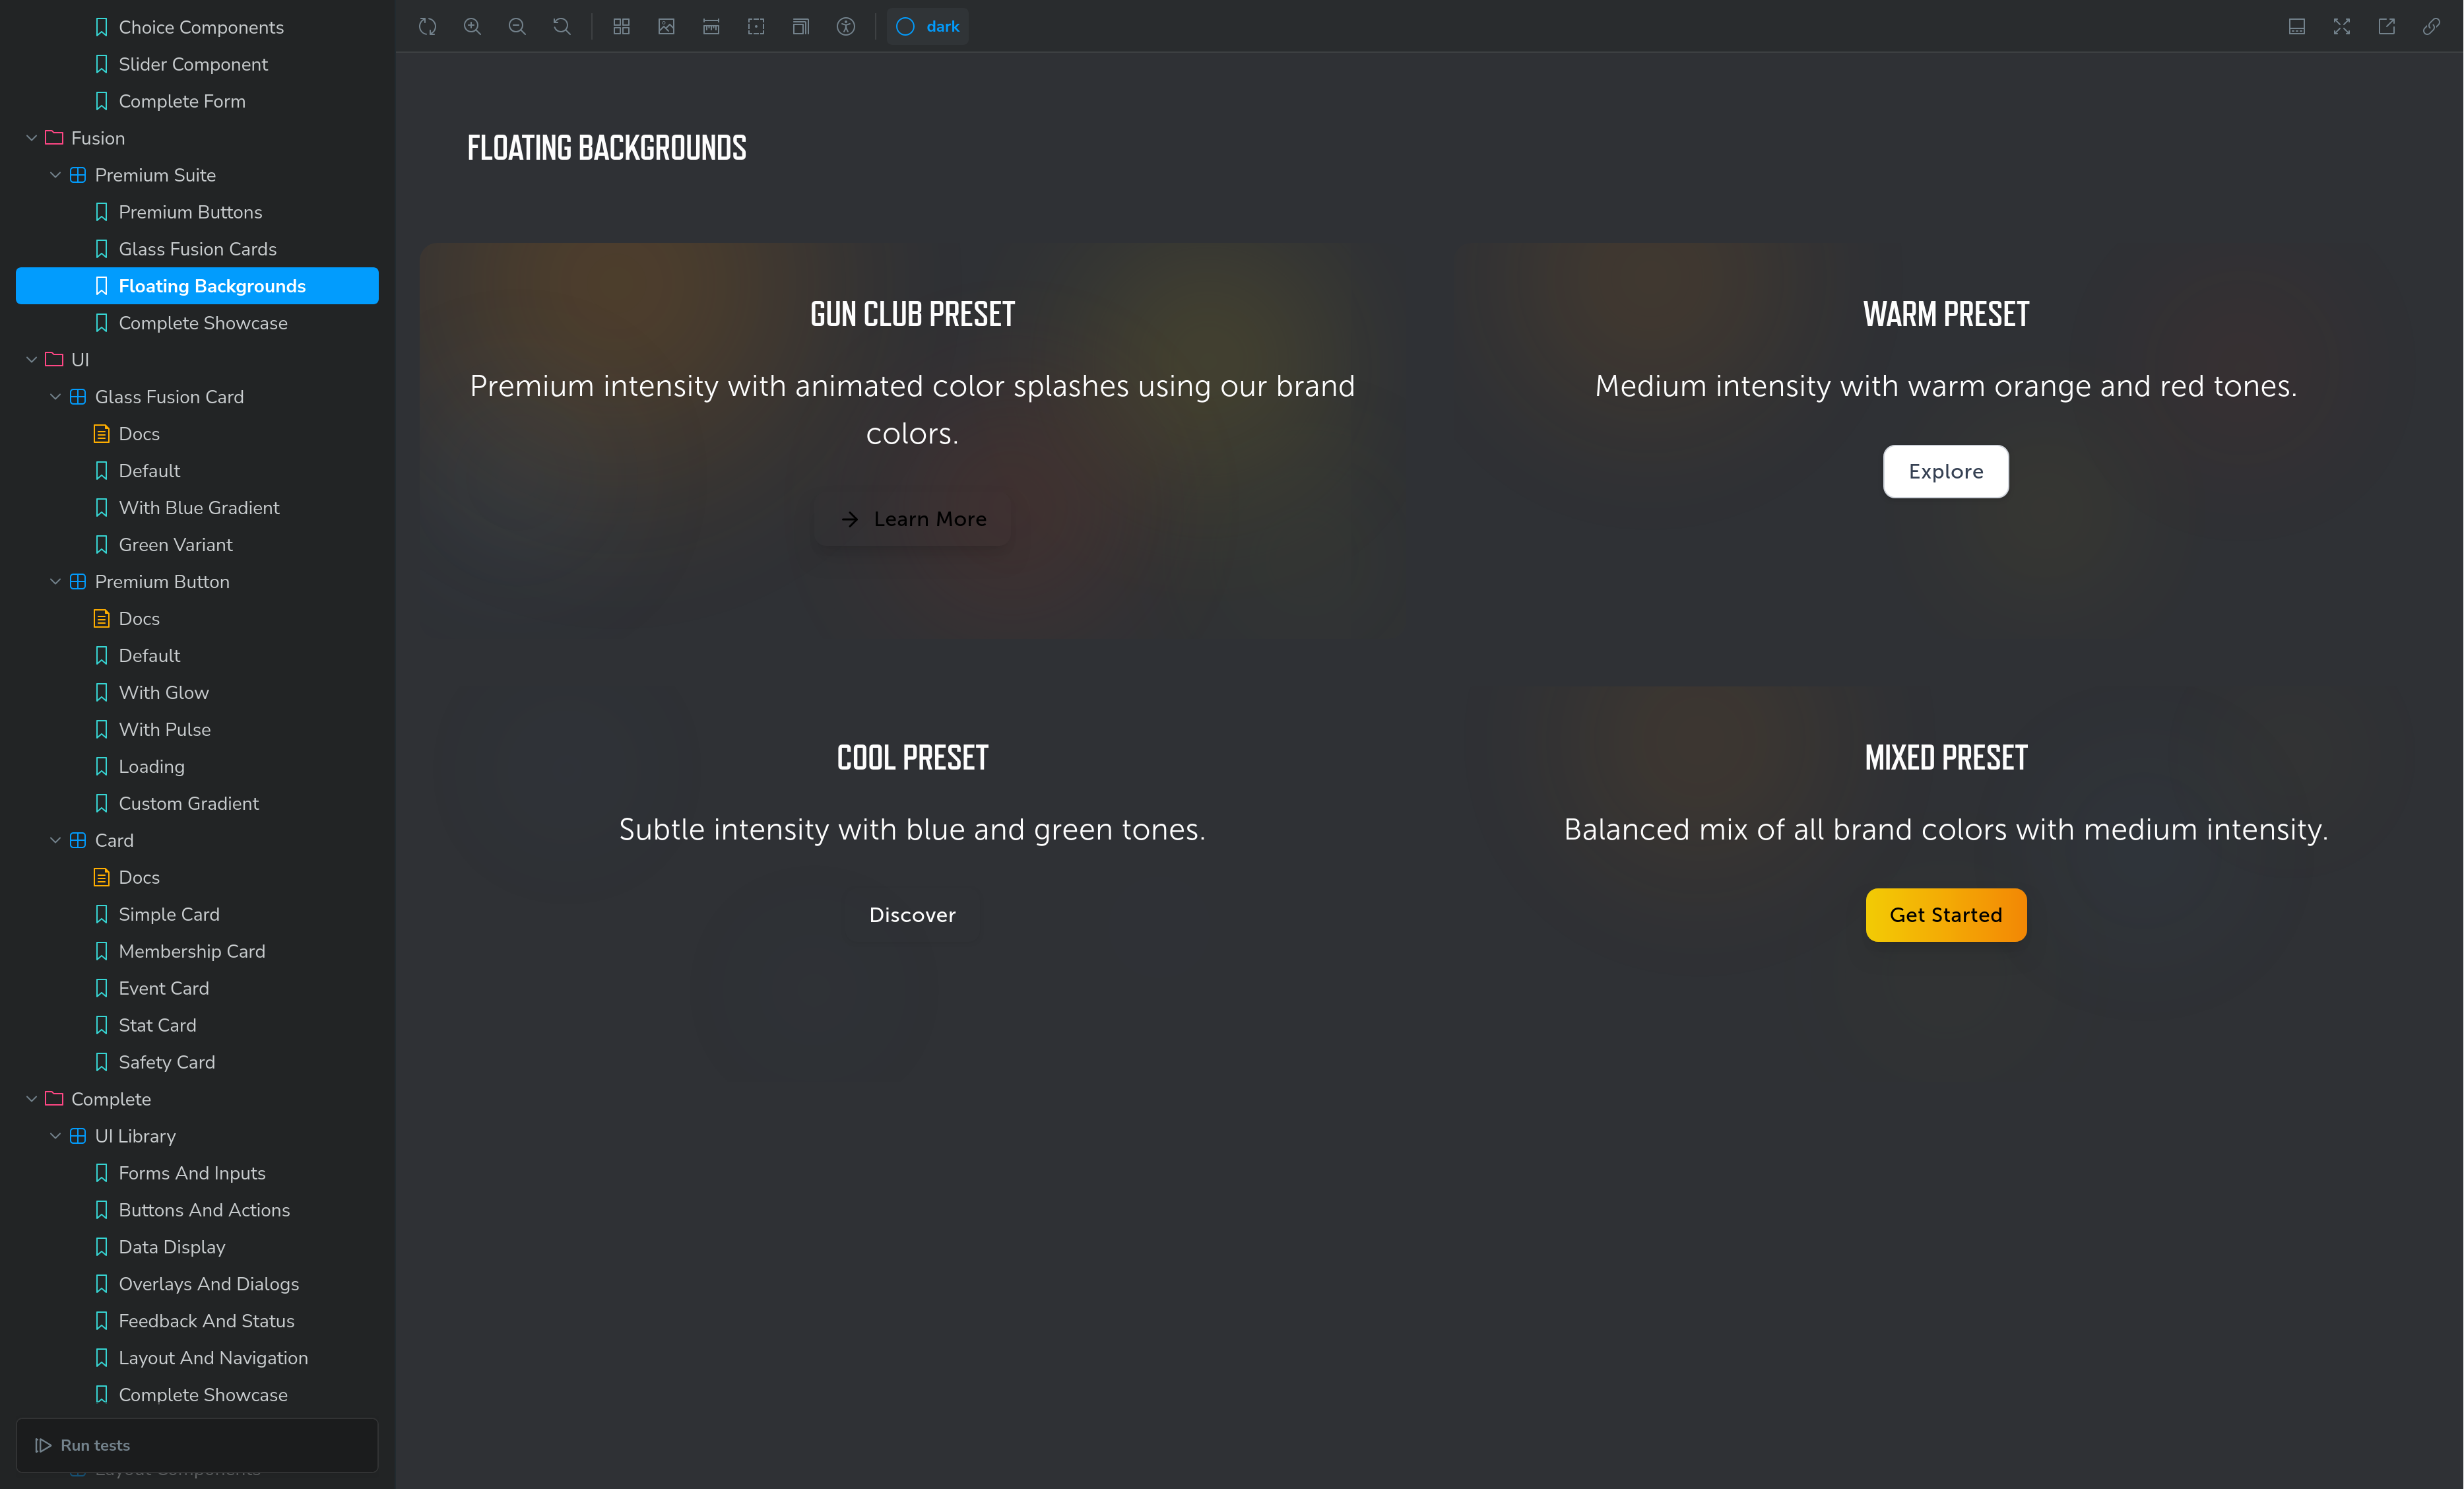 Choice Components
Slider Component
Complete Form
Fusion
Premium Suite
Premium Buttons
Glass Fusion Cards
Floating Backgrounds
Complete Showcase
UI
Glass Fusion Card
Docs
Default
With Blue Gradient
Green Variant
Premium Button
Docs
Default
With Glow
With Pulse
Loading
Custom Gradient
Card
Docs
Simple Card
Membership Card
Event Card
Stat Card
Safety Card
Complete
UI Library
Forms And Inputs
Buttons And Actions
Data Display
Overlays And Dialogs
Feedback And Status
Layout And Navigation
Complete Showcase
Run tests
Layout Components
dark
FLOATING BACKGROUNDS
GUN CLUB PRESET
Premium intensity with animated color splashes using our brand
colors.
Learn More
WARM PRESET
Medium intensity with warm orange and red tones.
Explore
COOL PRESET
Subtle intensity with blue and green tones.
Discover
MIXED PRESET
Balanced mix of all brand colors with medium intensity.
Get Started